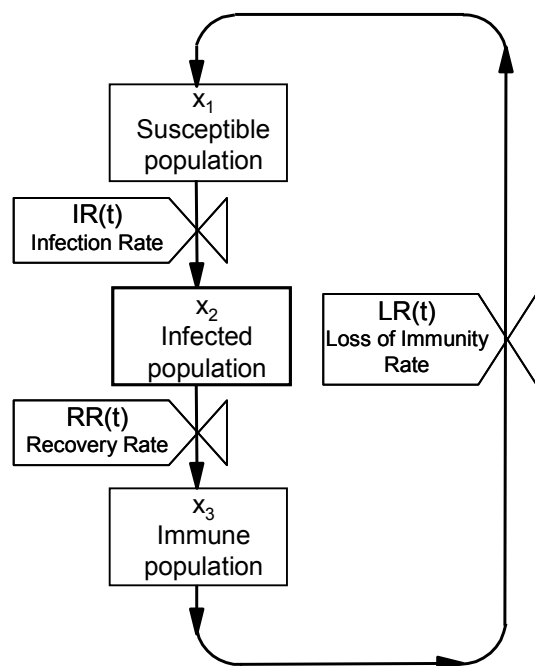 x₁
Susceptible
population
IR(t)
Infection Rate
x₂
Infected
population
LR(t)
Loss of Immunity
Rate
RR(t)
Recovery Rate
x₃
Immune
population